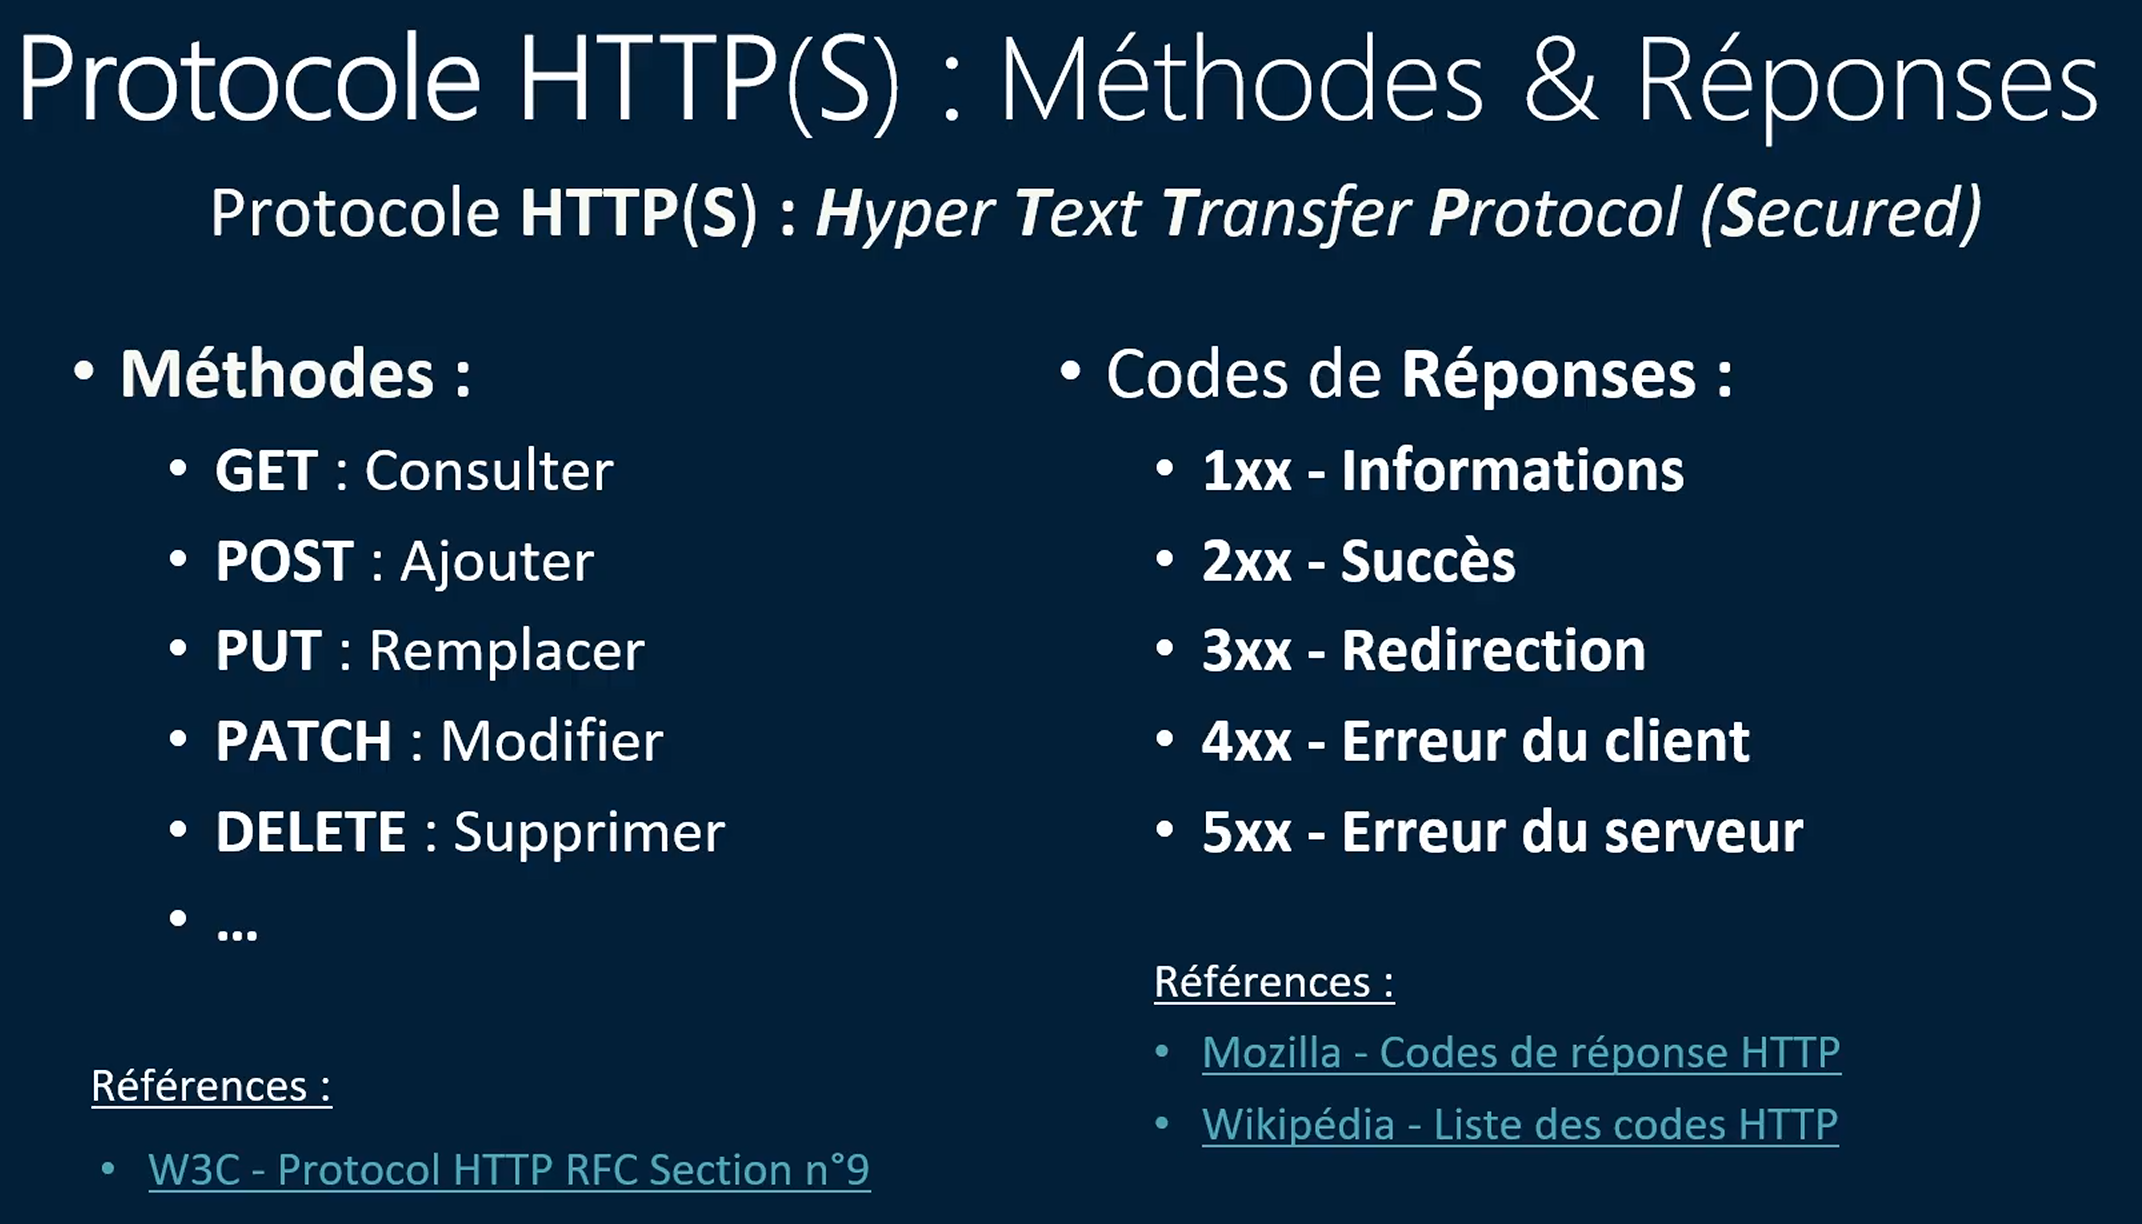 Protocole HTTP(S) : Méthodes & Réponses
Protocole HTTP(S) : Hyper Text Transfer Protocol (Secured)
• Méthodes :
• GET : Consulter
• POST : Ajouter
• PUT : Remplacer
• PATCH : Modifier
• DELETE : Supprimer
• ...
Références :
• W3C - Protocol HTTP RFC Section n°9
• Codes de Réponses :
• 1xx - Informations
• 2xx - Succès
• 3xx - Redirection
• 4xx - Erreur du client
• 5xx - Erreur du serveur
Références :
• Mozilla - Codes de réponse HTTP
• Wikipédia - Liste des codes HTTP